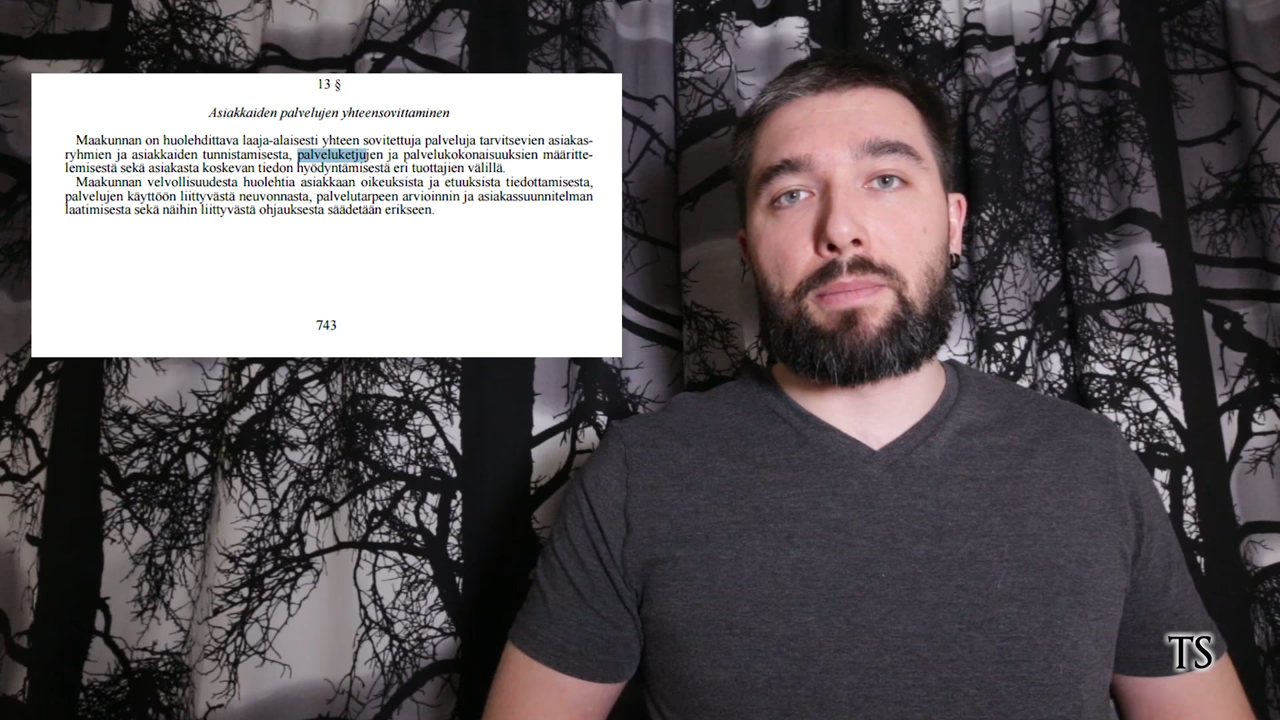 13 §
Asiakkaiden palvelujen yhteensovittaminen
Maakunnan on huolehdittava laaja-alaisesti yhteen sovitettuja palveluja tarvitsevien asiakas-
ryhmien ja asiakkaiden tunnistamisesta, palveluketjujen ja palvelukokonaisuuksien määritte-
lemisestä sekä asiakasta koskevan tiedon hyödyntämisestä eri tuottajien välillä.
Maakunnan velvollisuudesta huolehtia asiakkaan oikeuksista ja etuuksista tiedottamisesta,
palvelujen käyttöön liittyvästä neuvonnasta, palvelutarpeen arvioinnin ja asiakassuunnitelman
laatimisesta sekä näihin liittyvästä ohjauksesta säädetään erikseen.
743
TS